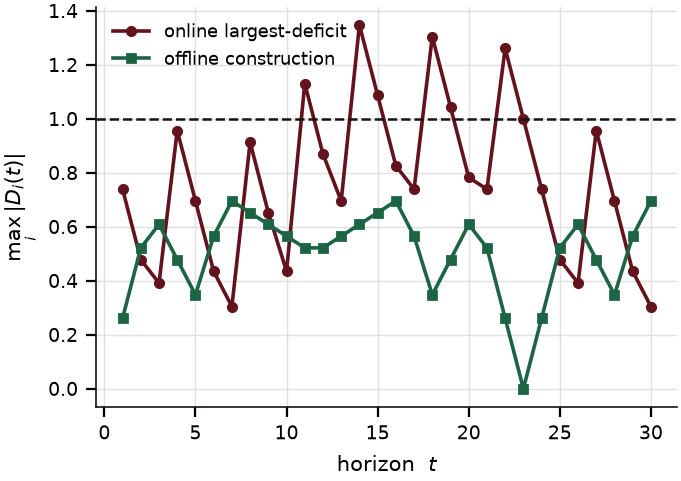 online largest-deficit
offline construction
1.4
1.2
1.0
0.8
0.6
0.4
0.2
0.0
max |Dᵢ(t)|
i
0 5 10 15 20 25 30
horizon t